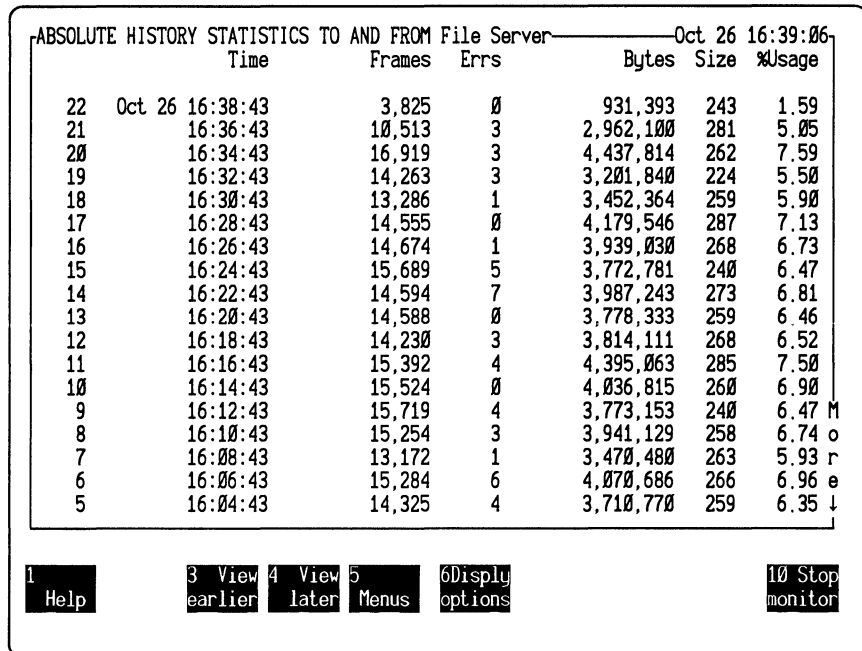 ABSOLUTE HISTORY STATISTICS TO AND FROM File Server Oct 26 16:39:06
Time Frames Errs Bytes Size %Usage
22 Oct 26 16:38:43 3,825 0 931,393 243 1.59
21 16:36:43 10,513 3 2,962,100 281 5.05
20 16:34:43 16,919 3 4,437,814 262 7.59
19 16:32:43 14,263 3 3,201,840 224 5.50
18 16:30:43 13,286 1 3,452,364 259 5.90
17 16:28:43 14,555 0 4,179,546 287 7.13
16 16:26:43 14,674 1 3,939,030 268 6.73
15 16:24:43 15,689 5 3,772,781 240 6.47
14 16:22:43 14,594 7 3,987,243 273 6.81
13 16:20:43 14,588 0 3,778,333 259 6.46
12 16:18:43 14,230 3 3,814,111 268 6.52
11 16:16:43 15,392 4 4,395,063 285 7.50
10 16:14:43 15,524 0 4,036,815 260 6.90
9 16:12:43 15,719 4 3,773,153 240 6.47 M
8 16:10:43 15,254 3 3,941,129 258 6.74 o
7 16:08:43 13,172 1 3,470,480 263 5.93 r
6 16:06:43 15,284 6 4,070,686 266 6.96 e
5 16:04:43 14,325 4 3,710,770 259 6.35 ↓
1 3 View 4 View 5 6Disply 10 Stop
Help earlier later Menus options monitor